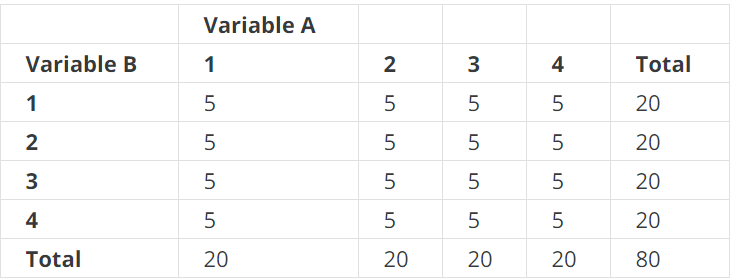 Variable A
Variable B 1 2 3 4 Total
1 5 5 5 5 20
2 5 5 5 5 20
3 5 5 5 5 20
4 5 5 5 5 20
Total 20 20 20 20 80